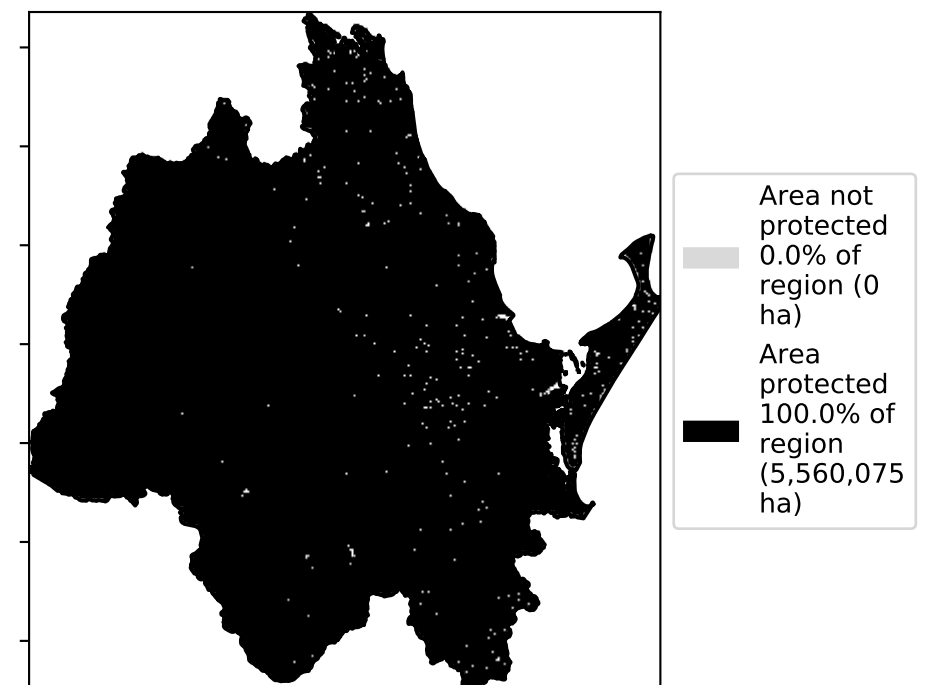 Area not
protected
0.0% of
region (0
ha)
Area
protected
100.0% of
region
(5,560,075
ha)